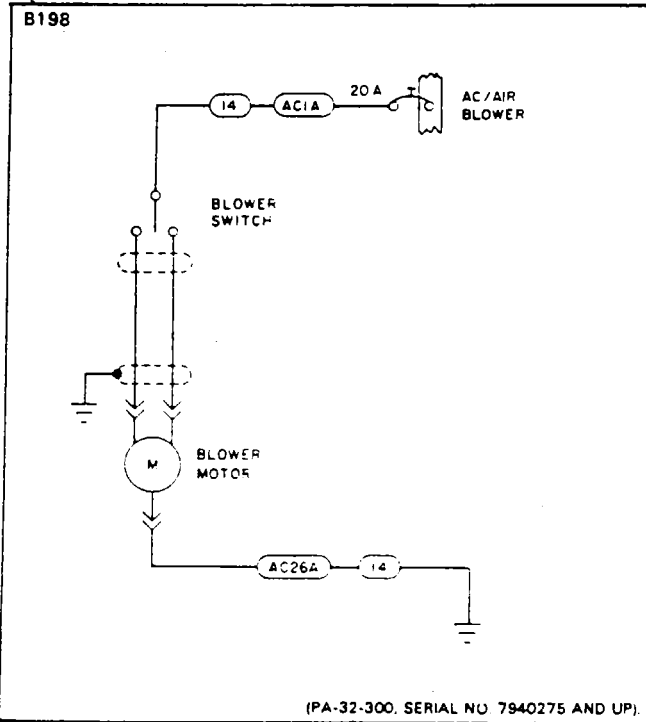 B198
14 AC1A 20 A AC/AIR
BLOWER
BLOWER
SWITCH
M BLOWER
MOTOR
AC26A 14
(PA-32-300, SERIAL NO. 7940275 AND UP).